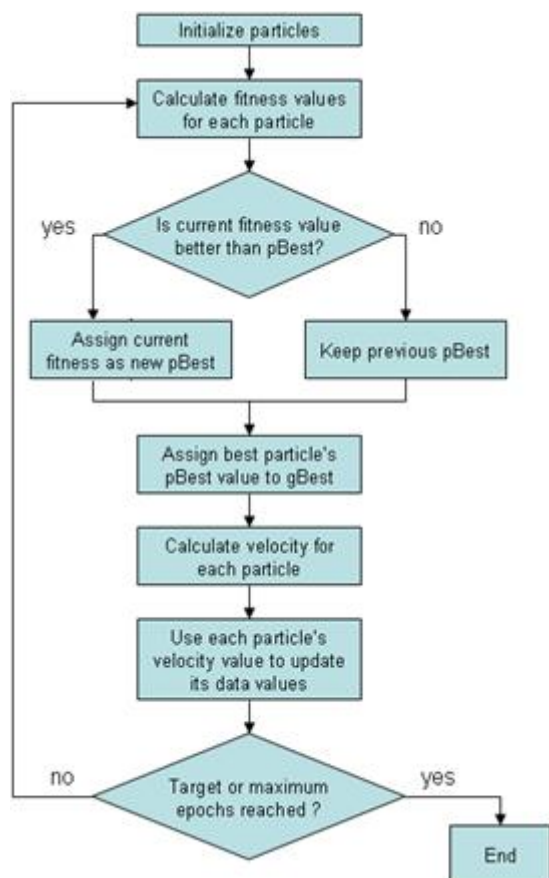 Initialize particles
Calculate fitness values
for each particle
Is current fitness value
better than pBest?
yes
no
Assign current
fitness as new pBest
Keep previous pBest
Assign best particle's
pBest value to gBest
Calculate velocity for
each particle
Use each particle's
velocity value to update
its data values
Target or maximum
epochs reached ?
no
yes
End